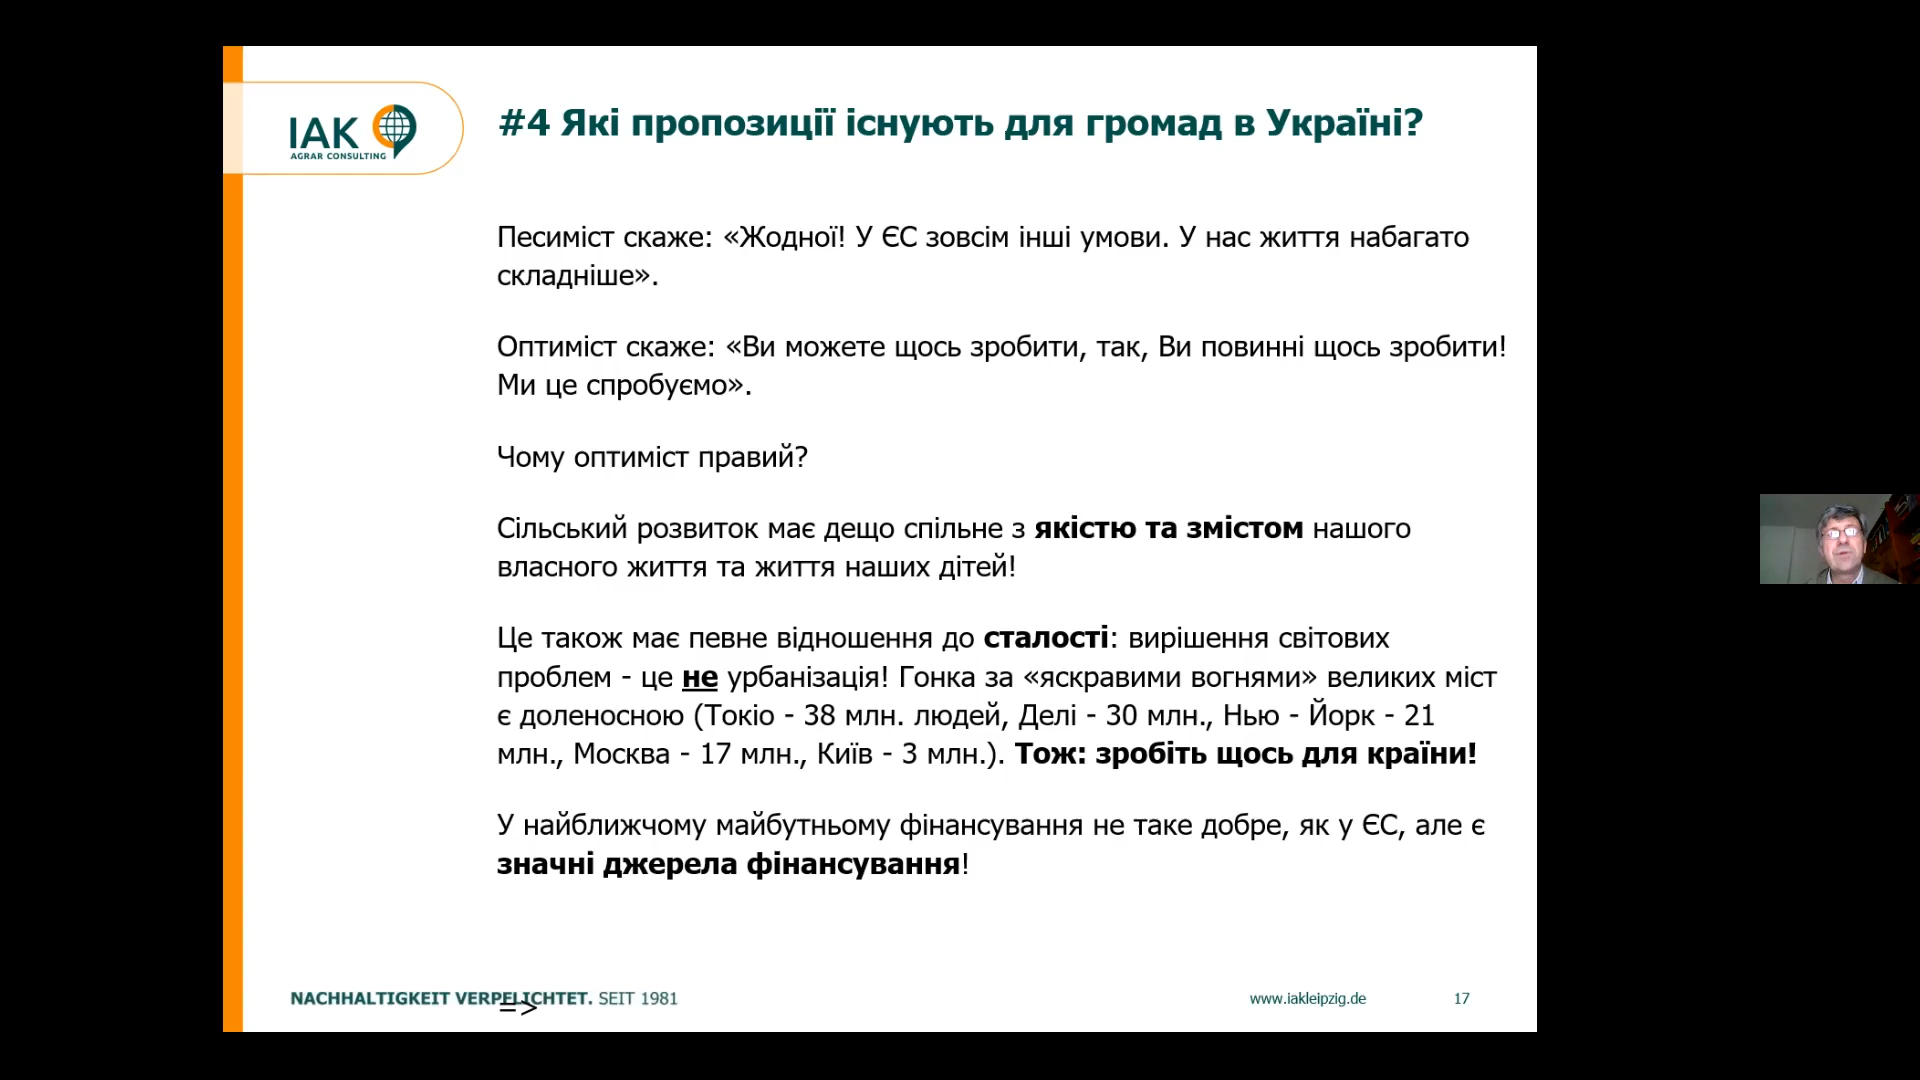 IAK
AGRAR CONSULTING
#4 Які пропозиції існують для громад в Україні?
Песиміст скаже: «Жодної! У ЄС зовсім інші умови. У нас життя набагато
складніше».
Оптиміст скаже: «Ви можете щось зробити, так, Ви повинні щось зробити!
Ми це спробуємо».
Чому оптиміст правий?
Сільський розвиток має дещо спільне з якістю та змістом нашого
власного життя та життя наших дітей!
Це також має певне відношення до сталості: вирішення світових
проблем - це не урбанізація! Гонка за «яскравими вогнями» великих міст
є доленосною (Токіо - 38 млн. людей, Делі - 30 млн., Нью - Йорк - 21
млн., Москва - 17 млн., Київ - 3 млн.). Тож: зробіть щось для країни!
У найближчому майбутньому фінансування не таке добре, як у ЄС, але є
значні джерела фінансування!
NACHHALTIGKEIT VERPFLICHTET. SEIT 1981
=>
www.iakleipzig.de
17